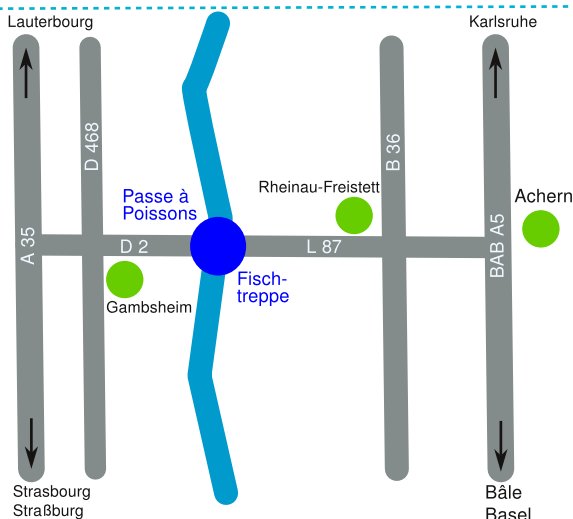 Lauterbourg
Karlsruhe
D 468
B 36
Passe à
Poissons
Rheinau-Freistett
Achern
A 35
D 2
L 87
BAB A5
Fisch-
treppe
Gambsheim
Strasbourg
Straßburg
Bâle
Basel